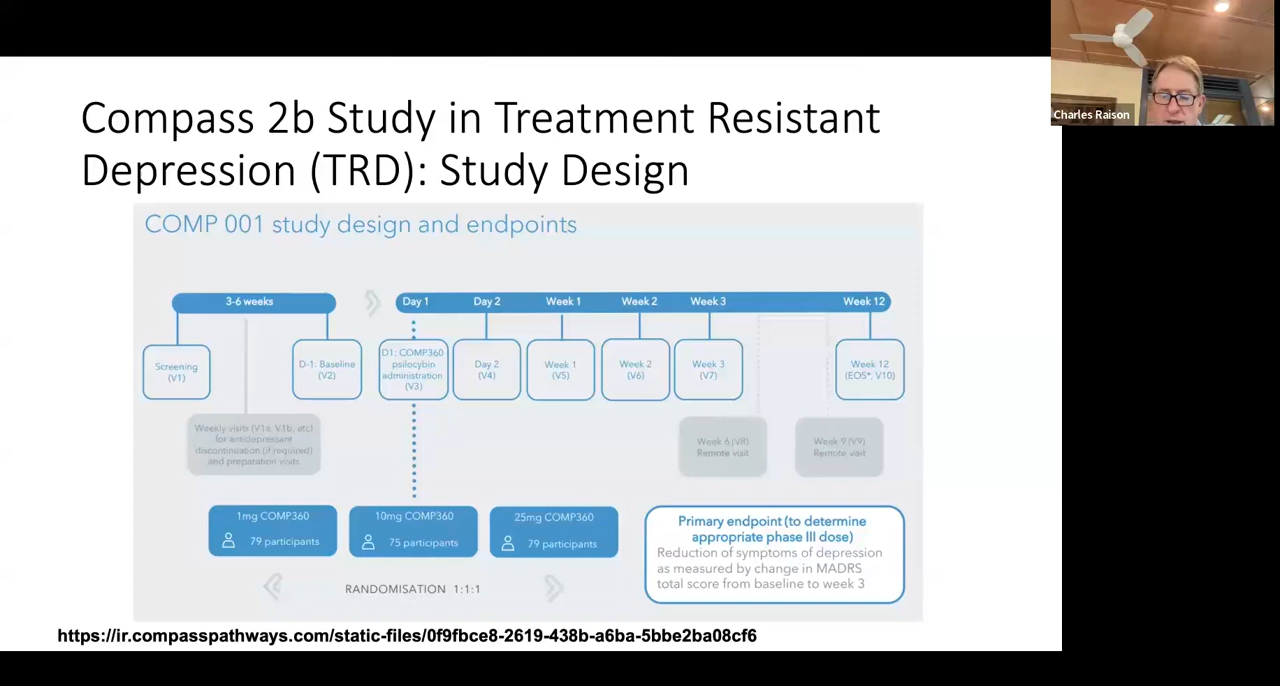 Charles Raison
Compass 2b Study in Treatment Resistant
Depression (TRD): Study Design
COMP 001 study design and endpoints
3-6 weeks
Day 1
Day 2
Week 1
Week 2
Week 3
Week 12
Screening
(V1)
D-1: Baseline
(V2)
D1: COMP360
psilocybin
administration
(V3)
Day 2
(V4)
Week 1
(V5)
Week 2
(V6)
Week 3
(V7)
Week 12
(EOS*, V10)
Weekly visits (V1a, V1b, etc)
for antidepressant
discontinuation (if required)
and preparation visits
Week 6 (V8)
Remote visit
Week 9 (V9)
Remote visit
1mg COMP360
79 participants
10mg COMP360
75 participants
25mg COMP360
79 participants
RANDOMISATION 1:1:1
Primary endpoint (to determine
appropriate phase III dose)
Reduction of symptoms of depression
as measured by change in MADRS
total score from baseline to week 3
https://ir.compasspathways.com/static-files/0f9fbce8-2619-438b-a6ba-5bbe2ba08cf6